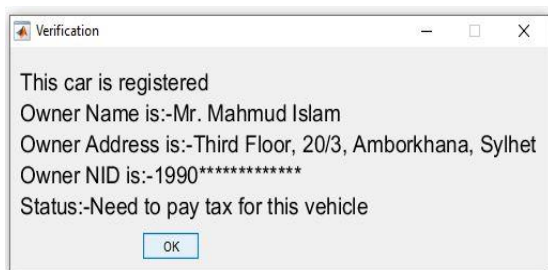 Verification
This car is registered
Owner Name is:-Mr. Mahmud Islam
Owner Address is:-Third Floor, 20/3, Amborkhana, Sylhet
Owner NID is:-1990*************
Status:-Need to pay tax for this vehicle
OK